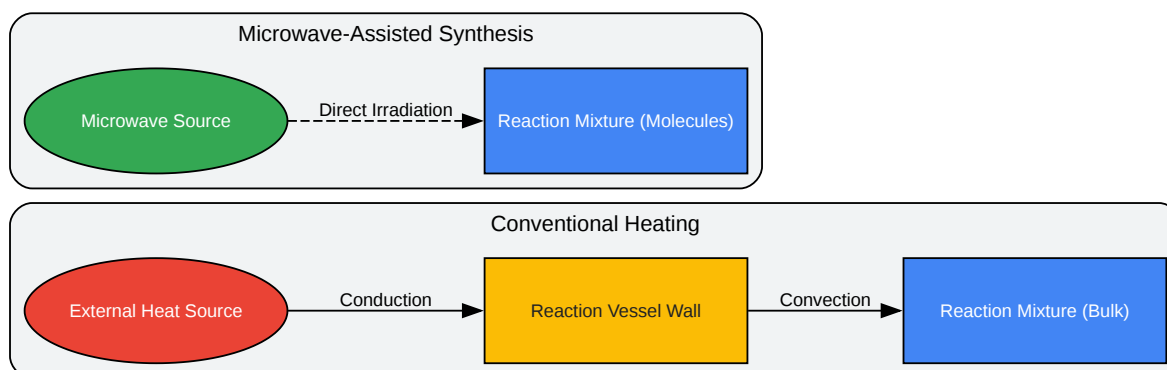 Microwave-Assisted Synthesis
Microwave Source
Direct Irradiation
Reaction Mixture (Molecules)
Conventional Heating
External Heat Source
Conduction
Reaction Vessel Wall
Convection
Reaction Mixture (Bulk)